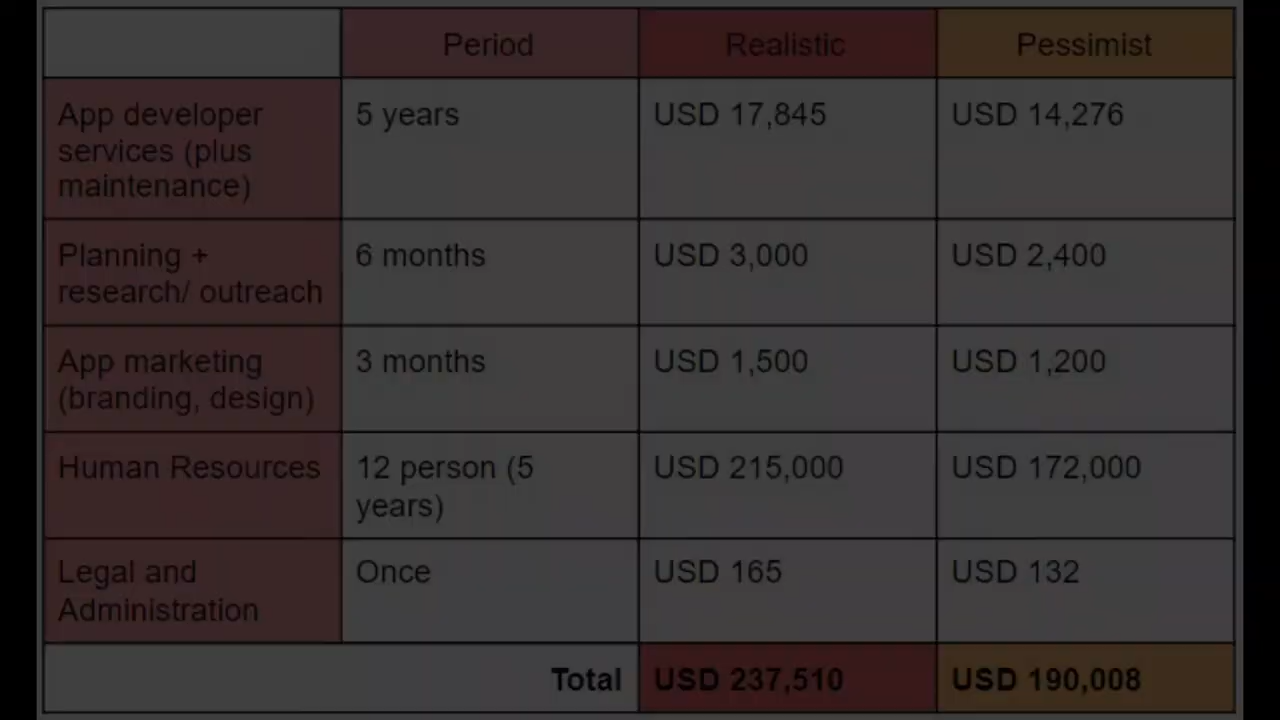 Period Realistic Pessimist
App developer 5 years USD 17,845 USD 14,276
services (plus
maintenance)
Planning + 6 months USD 3,000 USD 2,400
research/ outreach
App marketing 3 months USD 1,500 USD 1,200
(branding, design)
Human Resources 12 person (5 USD 215,000 USD 172,000
years)
Legal and Once USD 165 USD 132
Administration
Total USD 237,510 USD 190,008